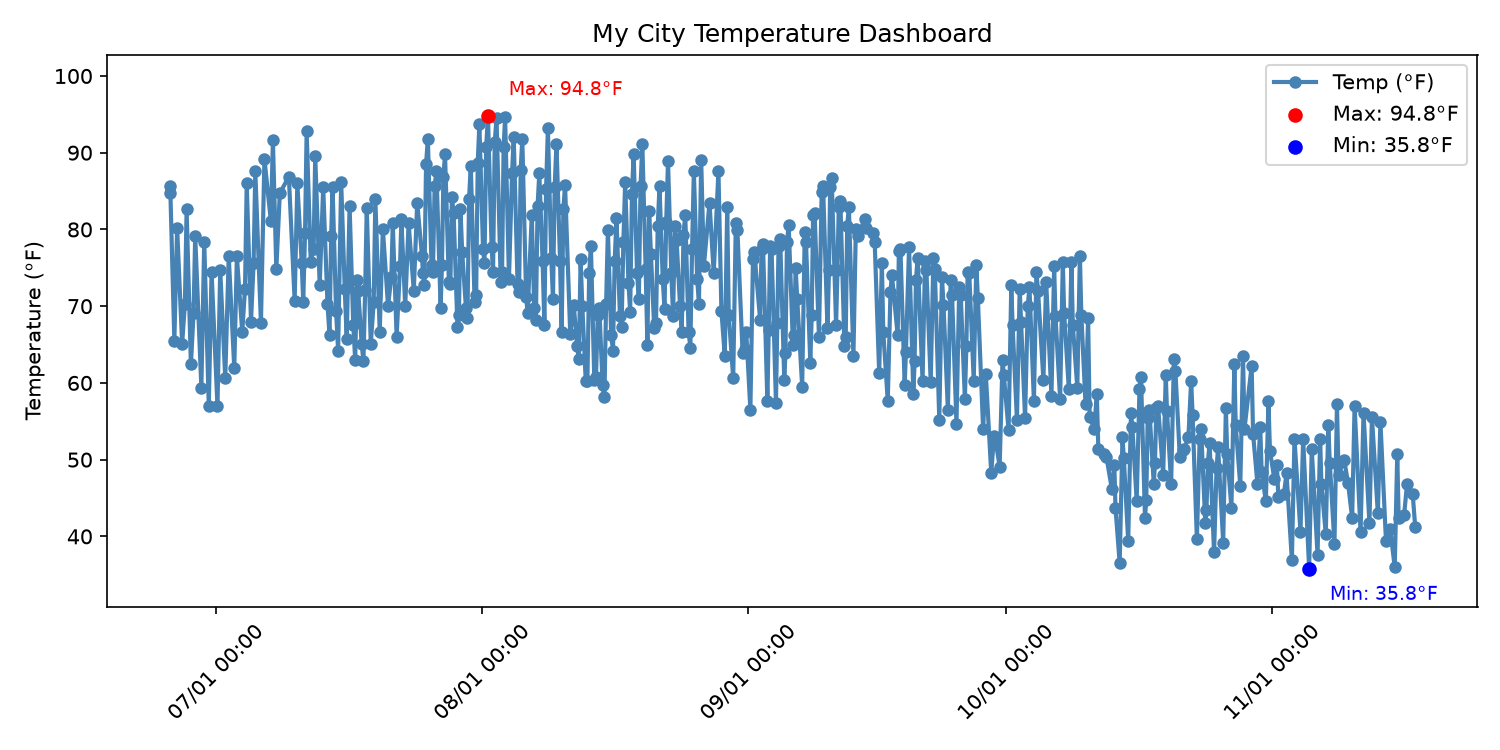 My City Temperature Dashboard
Temperature (°F)
100
90
80
70
60
50
40
Max: 94.8°F
Min: 35.8°F
Temp (°F)
Max: 94.8°F
Min: 35.8°F
07/01 00:00
08/01 00:00
09/01 00:00
10/01 00:00
11/01 00:00